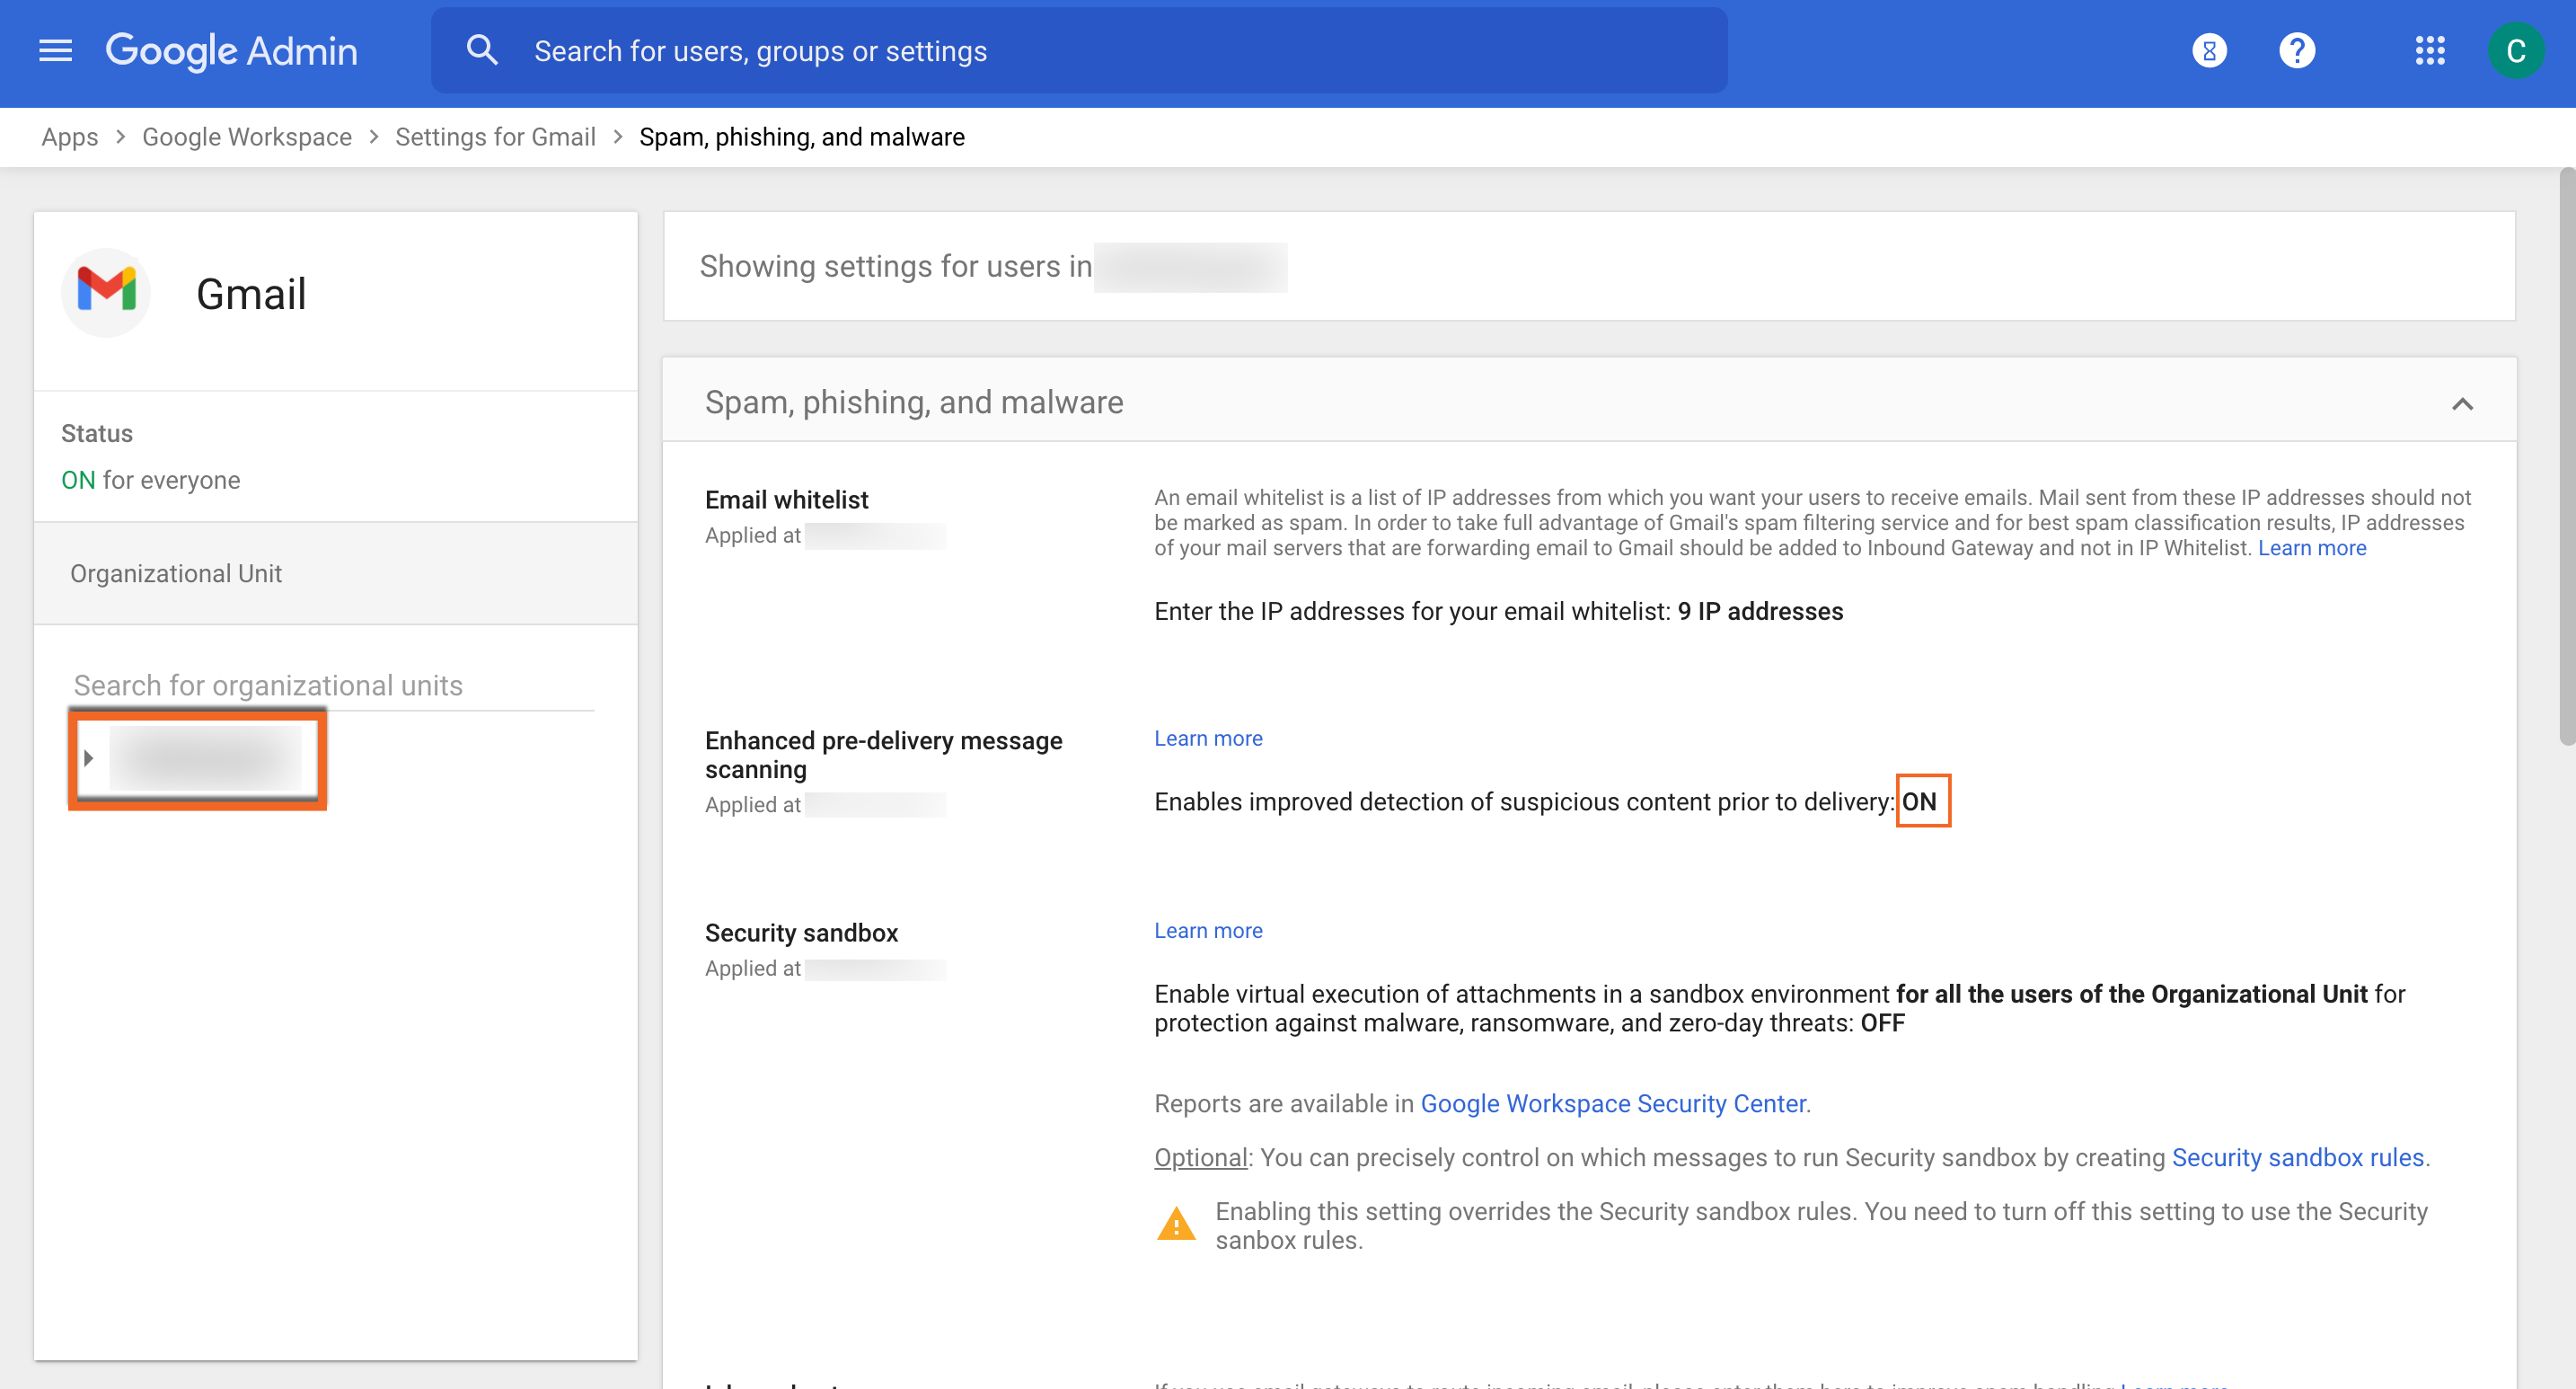 Google Admin
Search for users, groups or settings
C
Apps > Google Workspace > Settings for Gmail > Spam, phishing, and malware
Gmail
Status
ON for everyone
Organizational Unit
Search for organizational units
Showing settings for users in
Spam, phishing, and malware
Email whitelist
Applied at
An email whitelist is a list of IP addresses from which you want your users to receive emails. Mail sent from these IP addresses should not
be marked as spam. In order to take full advantage of Gmail's spam filtering service and for best spam classification results, IP addresses
of your mail servers that are forwarding email to Gmail should be added to Inbound Gateway and not in IP Whitelist. Learn more
Enter the IP addresses for your email whitelist: 9 IP addresses
Enhanced pre-delivery message
scanning
Applied at
Learn more
Enables improved detection of suspicious content prior to delivery: ON
Security sandbox
Applied at
Learn more
Enable virtual execution of attachments in a sandbox environment for all the users of the Organizational Unit for
protection against malware, ransomware, and zero-day threats: OFF
Reports are available in Google Workspace Security Center.
Optional: You can precisely control on which messages to run Security sandbox by creating Security sandbox rules.
Enabling this setting overrides the Security sandbox rules. You need to turn off this setting to use the Security
sanbox rules.